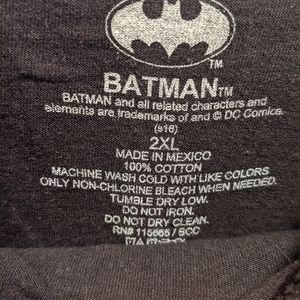 ™
BATMAN™
BATMAN and all related characters and
elements are trademarks of and © DC Comics.
(s16)
2XL
MADE IN MEXICO
100% COTTON
MACHINE WASH COLD WITH LIKE COLORS
ONLY NON-CHLORINE BLEACH WHEN NEEDED.
TUMBLE DRY LOW.
DO NOT IRON.
DO NOT DRY CLEAN.
RN# 115665 / SCC